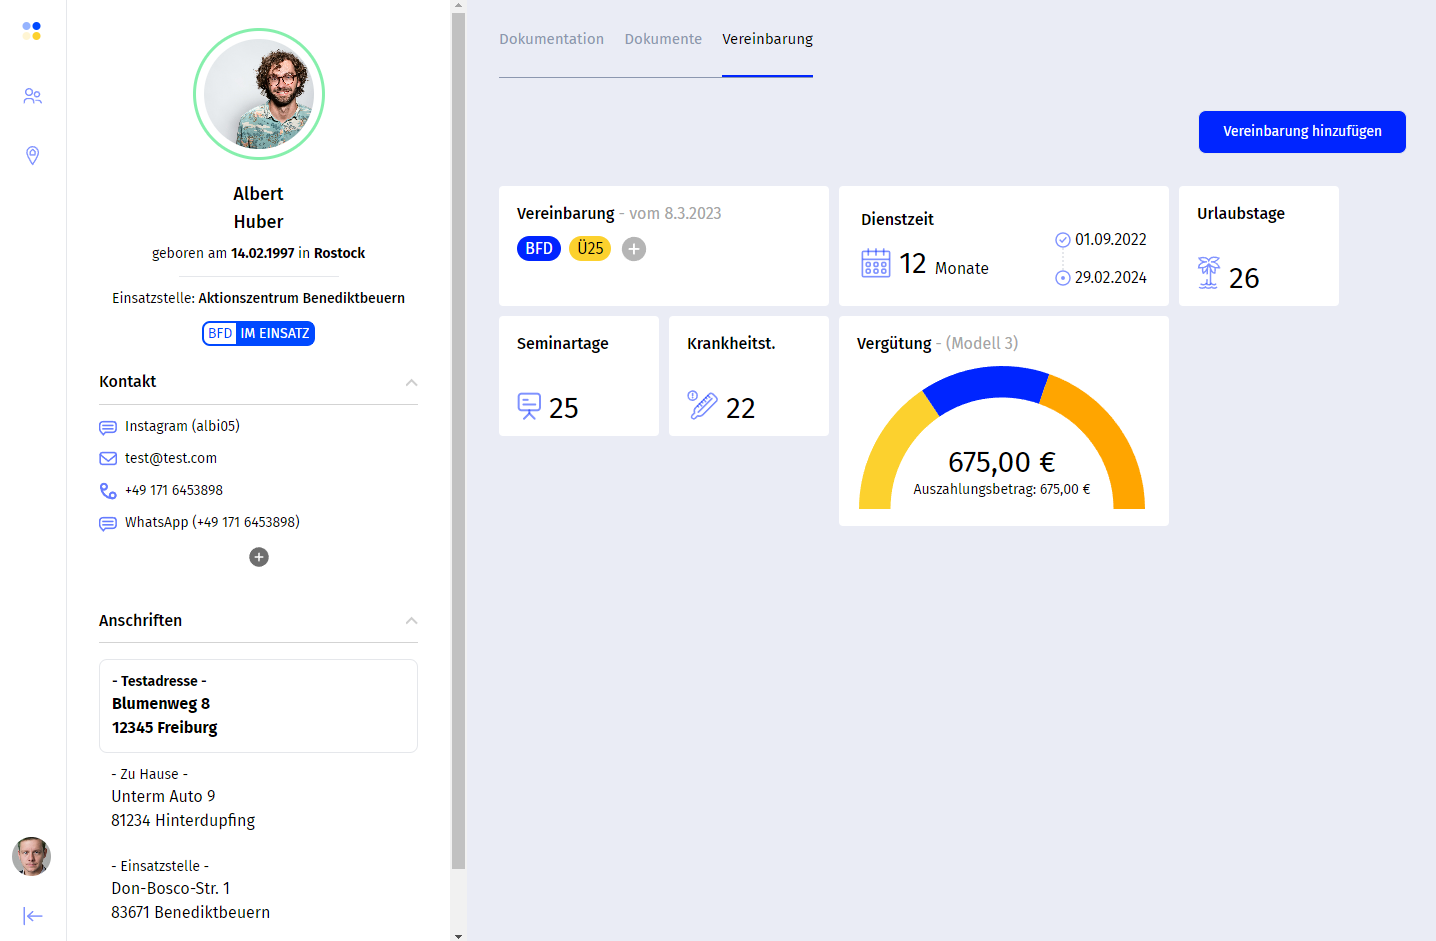 Albert
Huber
geboren am 14.02.1997 in Rostock
Einsatzstelle: Aktionszentrum Benediktbeuern
BFD IM EINSATZ
Kontakt
Instagram (albi05)
test@test.com
+49 171 6453898
WhatsApp (+49 171 6453898)
Anschriften
- Testadresse -
Blumenweg 8
12345 Freiburg
- Zu Hause -
Unterm Auto 9
81234 Hinterdupfing
- Einsatzstelle -
Don-Bosco-Str. 1
83671 Benediktbeuern
Dokumentation Dokumente Vereinbarung
Vereinbarung hinzufügen
Vereinbarung - vom 8.3.2023
BFD Ü25
Dienstzeit
12 Monate
01.09.2022
29.02.2024
Urlaubstage
26
Seminartage
25
Krankheitst.
22
Vergütung - (Modell 3)
675,00 €
Auszahlungsbetrag: 675,00 €